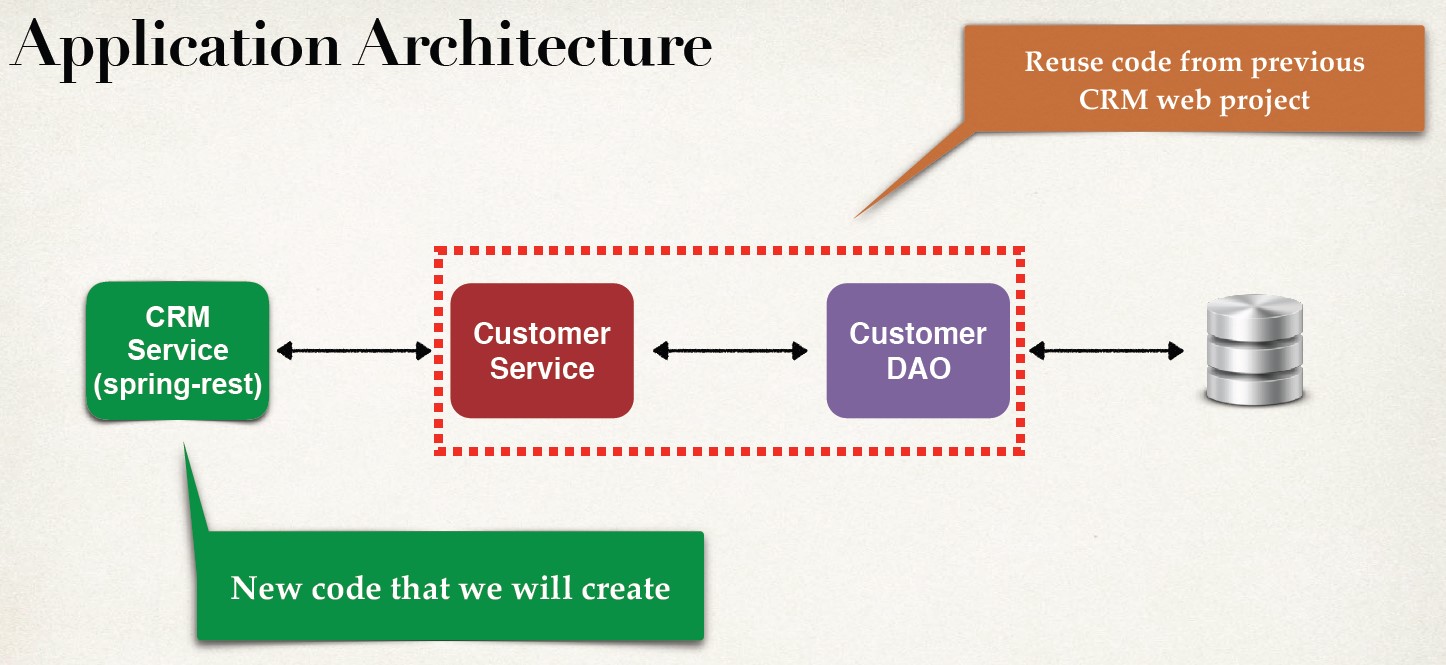 Application Architecture
Reuse code from previous
CRM web project
CRM
Service
(spring-rest)
Customer
Service
Customer
DAO
New code that we will create